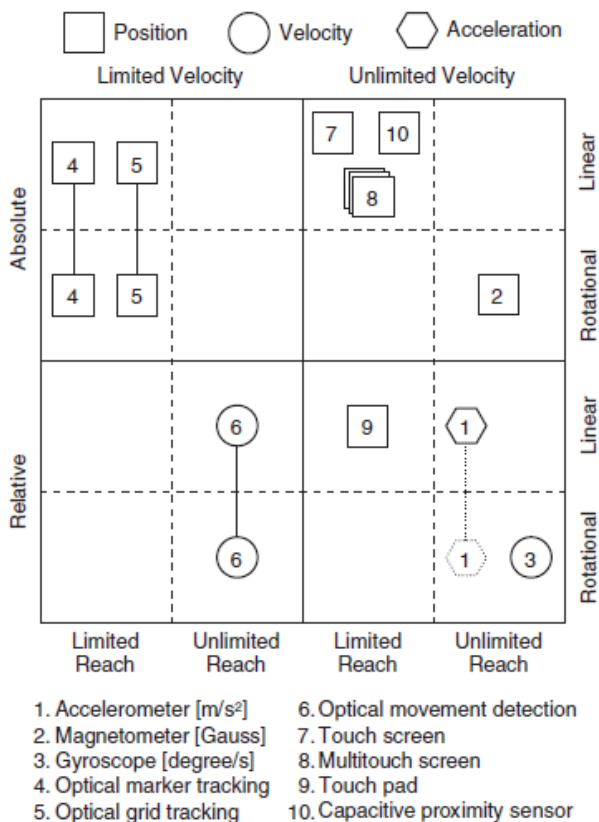 Position Velocity Acceleration
Limited Velocity Unlimited Velocity
Absolute
Linear
7 10
4 5
8
Rotational
4 5
2
Relative
Linear
6 9 1
Rotational
6 1 3
Limited Unlimited Limited Unlimited
Reach Reach Reach Reach
1. Accelerometer [m/s²] 6. Optical movement detection
2. Magnetometer [Gauss] 7. Touch screen
3. Gyroscope [degree/s] 8. Multitouch screen
4. Optical marker tracking 9. Touch pad
5. Optical grid tracking 10. Capacitive proximity sensor